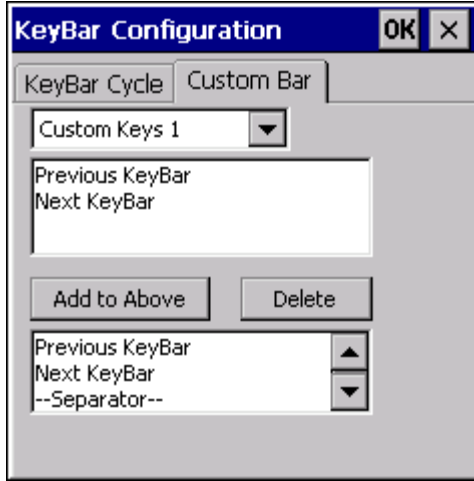 KeyBar Configuration OK ×
KeyBar Cycle Custom Bar
Custom Keys 1
Previous KeyBar
Next KeyBar
Add to Above Delete
Previous KeyBar
Next KeyBar
--Separator--